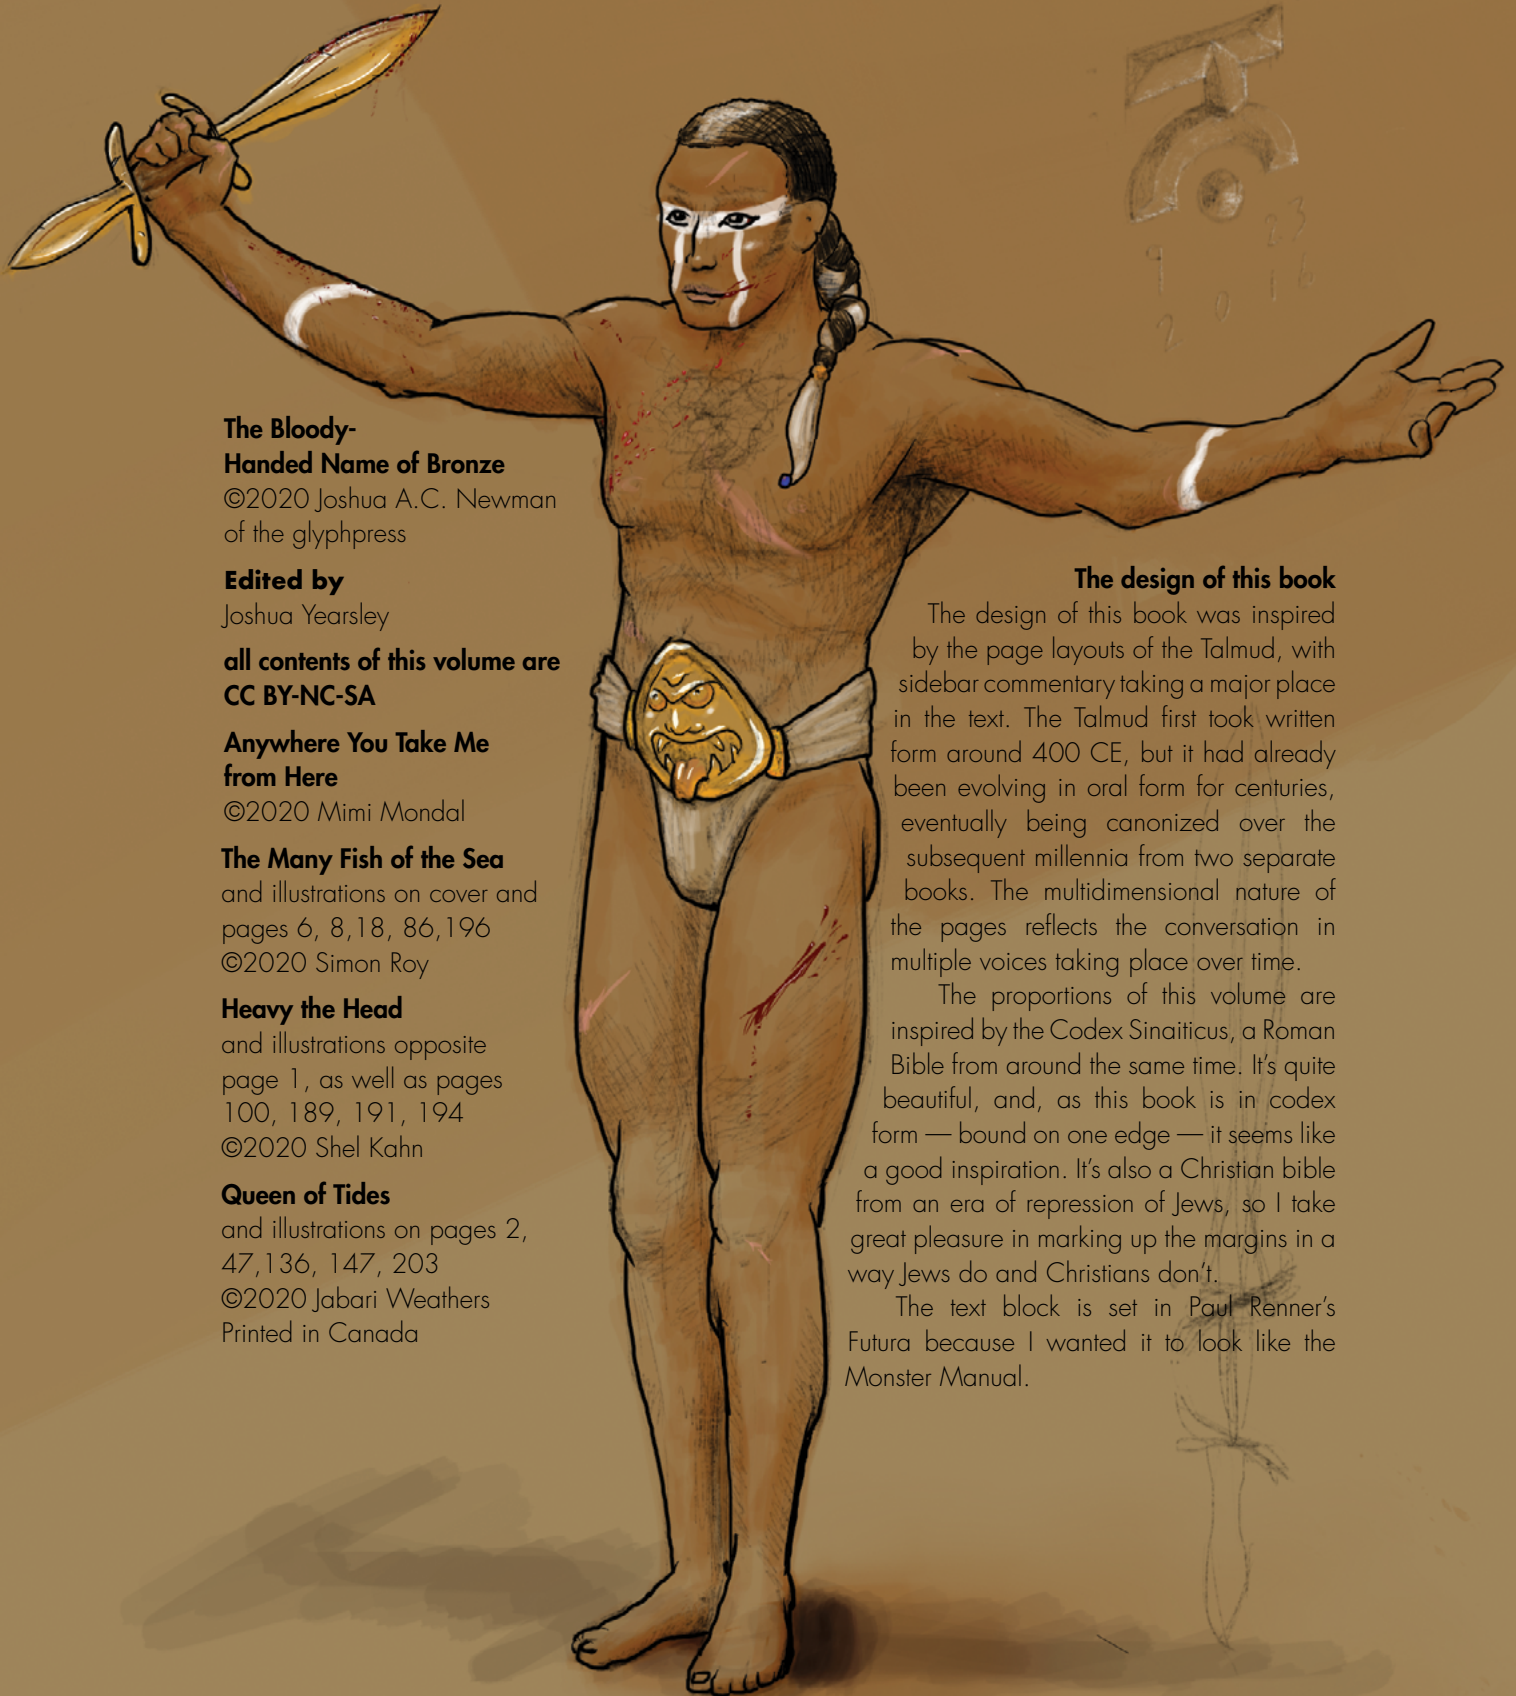 The Bloody-
Handed Name of Bronze
©2020 Joshua A.C. Newman
of the glyphpress
Edited by
Joshua Yearsley
all contents of this volume are
CC BY-NC-SA
Anywhere You Take Me
from Here
©2020 Mimi Mondal
The Many Fish of the Sea
and illustrations on cover and
pages 6, 8,18, 86,196
©2020 Simon Roy
Heavy the Head
and illustrations opposite
page 1, as well as pages
100, 189, 191, 194
©2020 Shel Kahn
Queen of Tides
and illustrations on pages 2,
47,136, 147, 203
©2020 Jabari Weathers
Printed in Canada
The design of this book
The design of this book was inspired
by the page layouts of the Talmud, with
sidebar commentary taking a major place
in the text. The Talmud first took written
form around 400 CE, but it had already
been evolving in oral form for centuries,
eventually being canonized over the
subsequent millennia from two separate
books. The multidimensional nature of
the pages reflects the conversation in
multiple voices taking place over time.
The proportions of this volume are
inspired by the Codex Sinaiticus, a Roman
Bible from around the same time. It's quite
beautiful, and, as this book is in codex
form — bound on one edge — it seems like
a good inspiration. It's also a Christian bible
from an era of repression of Jews, so I take
great pleasure in marking up the margins in a
way Jews do and Christians don't.
The text block is set in Paul Renner's
Futura because I wanted it to look like the
Monster Manual.